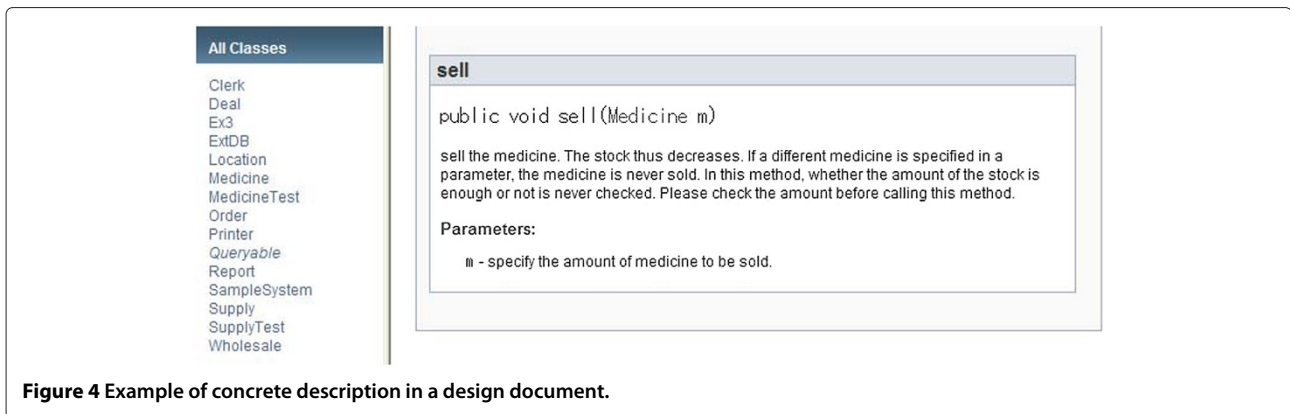 All Classes
Clerk
Deal
Ex3
ExtDB
Location
Medicine
MedicineTest
Order
Printer
Queryable
Report
SampleSystem
Supply
SupplyTest
Wholesale
sell
public void sell(Medicine m)
sell the medicine. The stock thus decreases. If a different medicine is specified in a
parameter, the medicine is never sold. In this method, whether the amount of the stock is
enough or not is never checked. Please check the amount before calling this method.
Parameters:
m - specify the amount of medicine to be sold.
Figure 4 Example of concrete description in a design document.